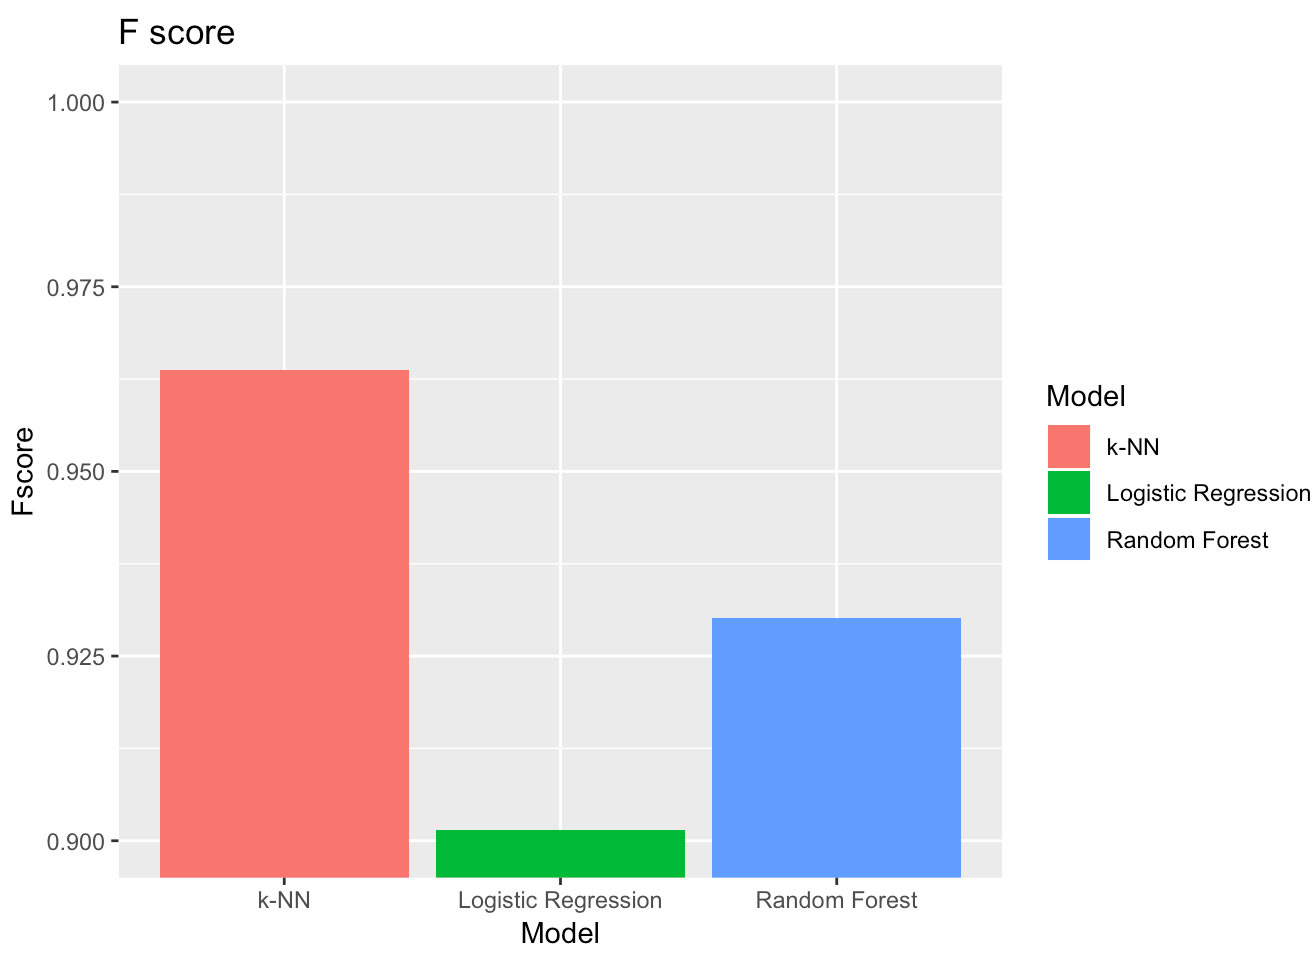 F score
1.000
0.975
0.950
0.925
0.900
Fscore
k-NN
Logistic Regression
Random Forest
Model
Model
k-NN
Logistic Regression
Random Forest